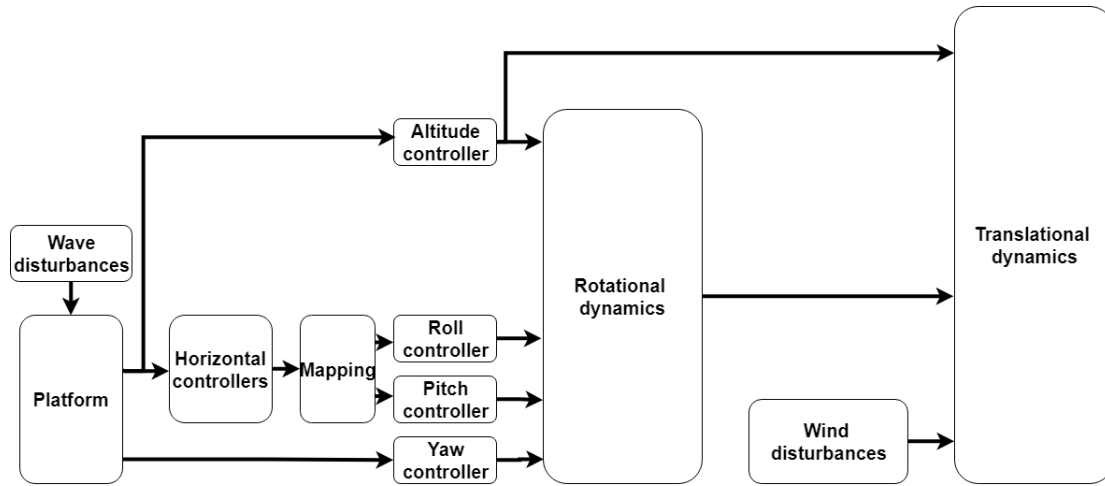 Altitude
controller
Wave
disturbances
Translational
dynamics
Rotational
dynamics
Roll
controller
Horizontal
controllers
Mapping
Platform
Pitch
controller
Wind
disturbances
Yaw
controller